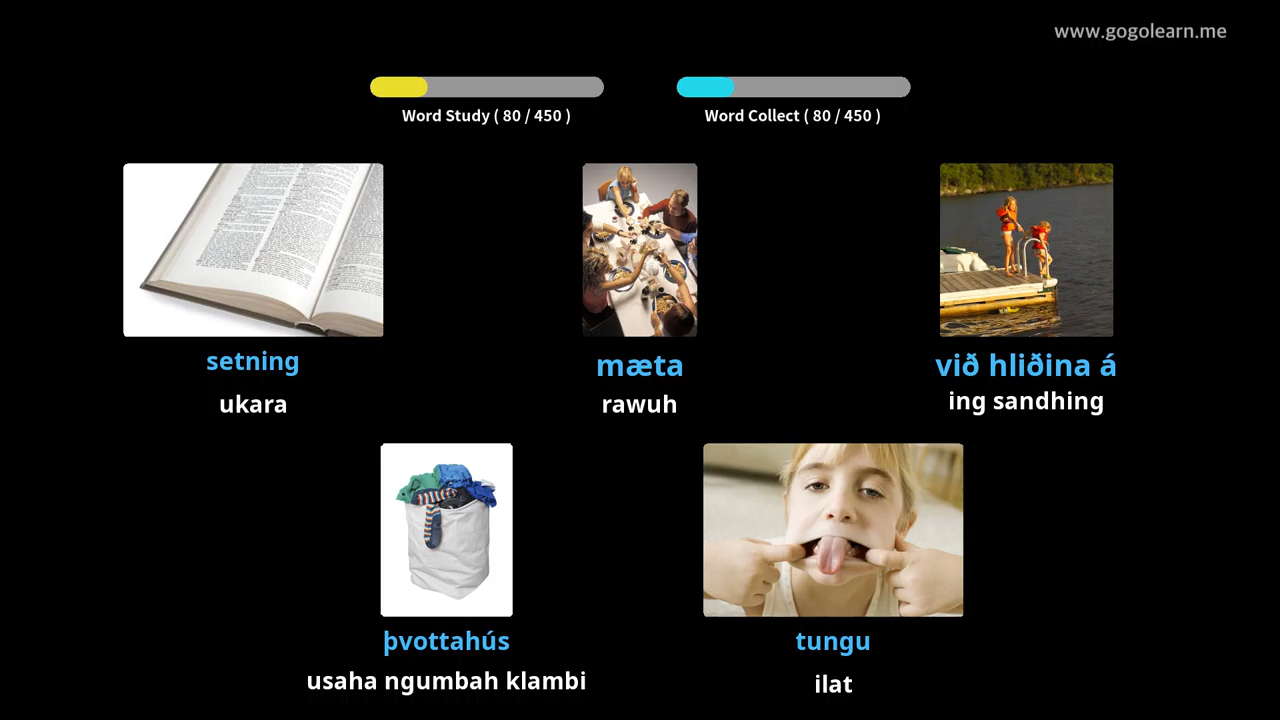 www.gogolearn.me
Word Study ( 80 / 450 )
Word Collect ( 80 / 450 )
setning
mæta
við hliðina á
ukara
rawuh
ing sandhing
þvottahús
tungu
usaha ngumbah klambi
ilat